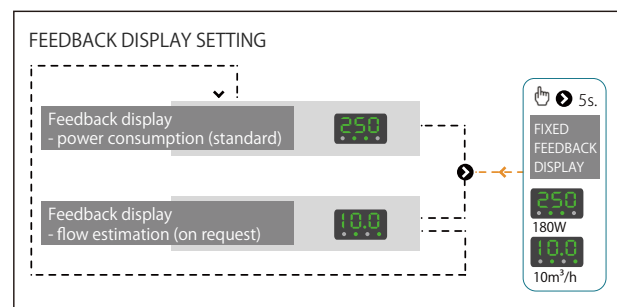 FEEDBACK DISPLAY SETTING
Feedback display
- power consumption (standard)
250
Feedback display
- flow estimation (on request)
10.0
5s.
FIXED
FEEDBACK
DISPLAY
250
180W
10.0
10m³/h